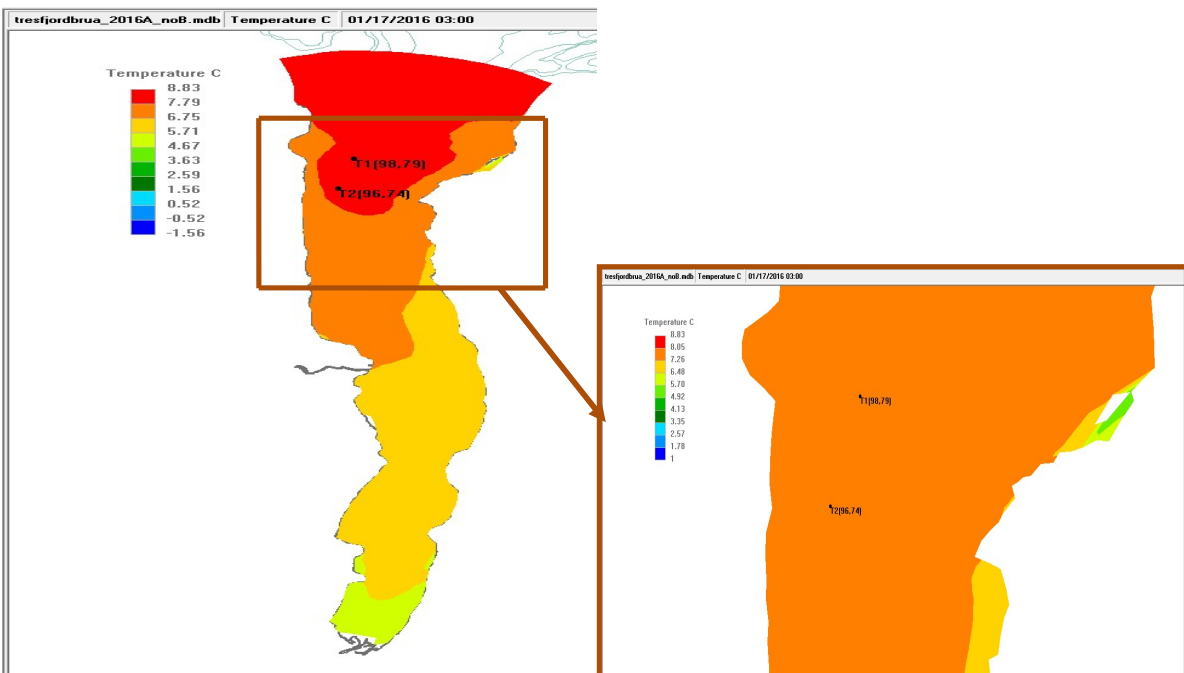 tresfjordbrua_2016A_noB.mdb Temperature C 01/17/2016 03:00
Temperature C
8.83
7.79
6.75
5.71
4.67
3.63
2.59
1.56
0.52
-0.52
-1.56
T1(98,79)
T2(96,74)
tresfjordbrua_2016A_noB.mdb Temperature C 01/17/2016 03:00
Temperature C
8.83
8.05
7.26
6.48
5.70
4.92
4.13
3.35
2.57
1.78
1
T1(98,79)
T2(96,74)